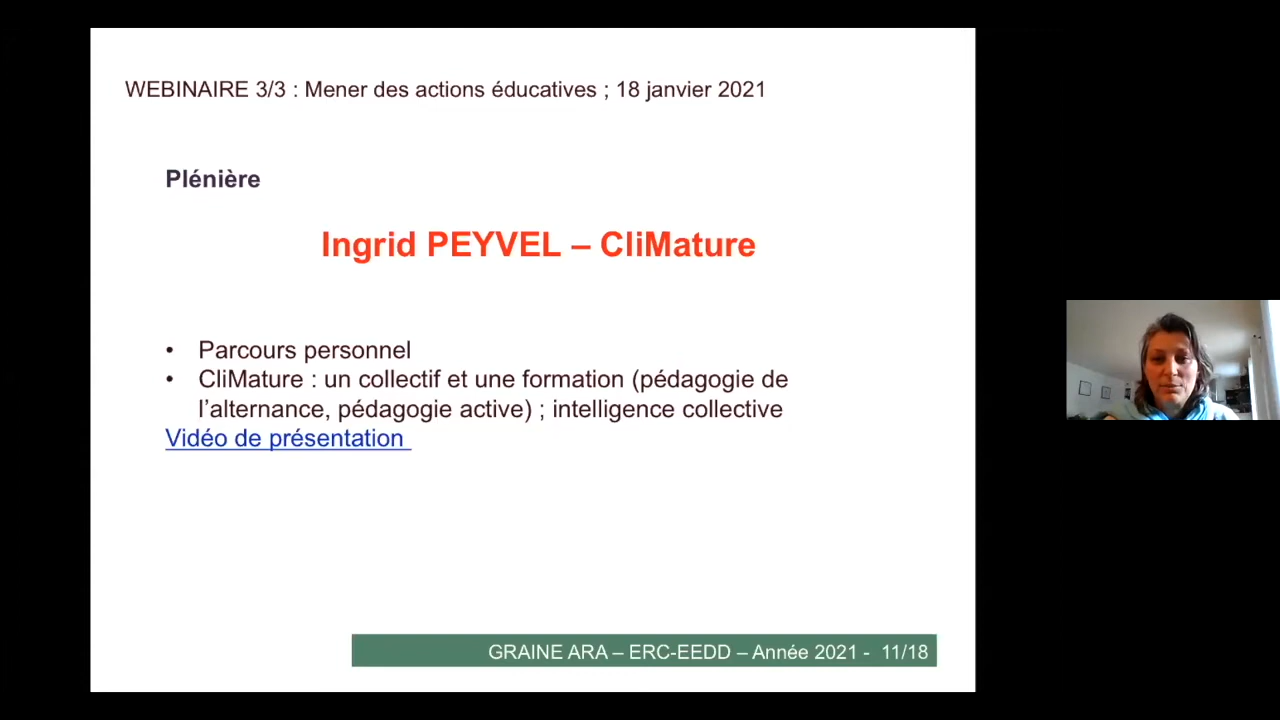 WEBINAIRE 3/3 : Mener des actions éducatives ; 18 janvier 2021
Plénière
Ingrid PEYVEL – CliMature
• Parcours personnel
• CliMature : un collectif et une formation (pédagogie de
l’alternance, pédagogie active) ; intelligence collective
Vidéo de présentation
GRAINE ARA – ERC-EEDD – Année 2021 - 11/18